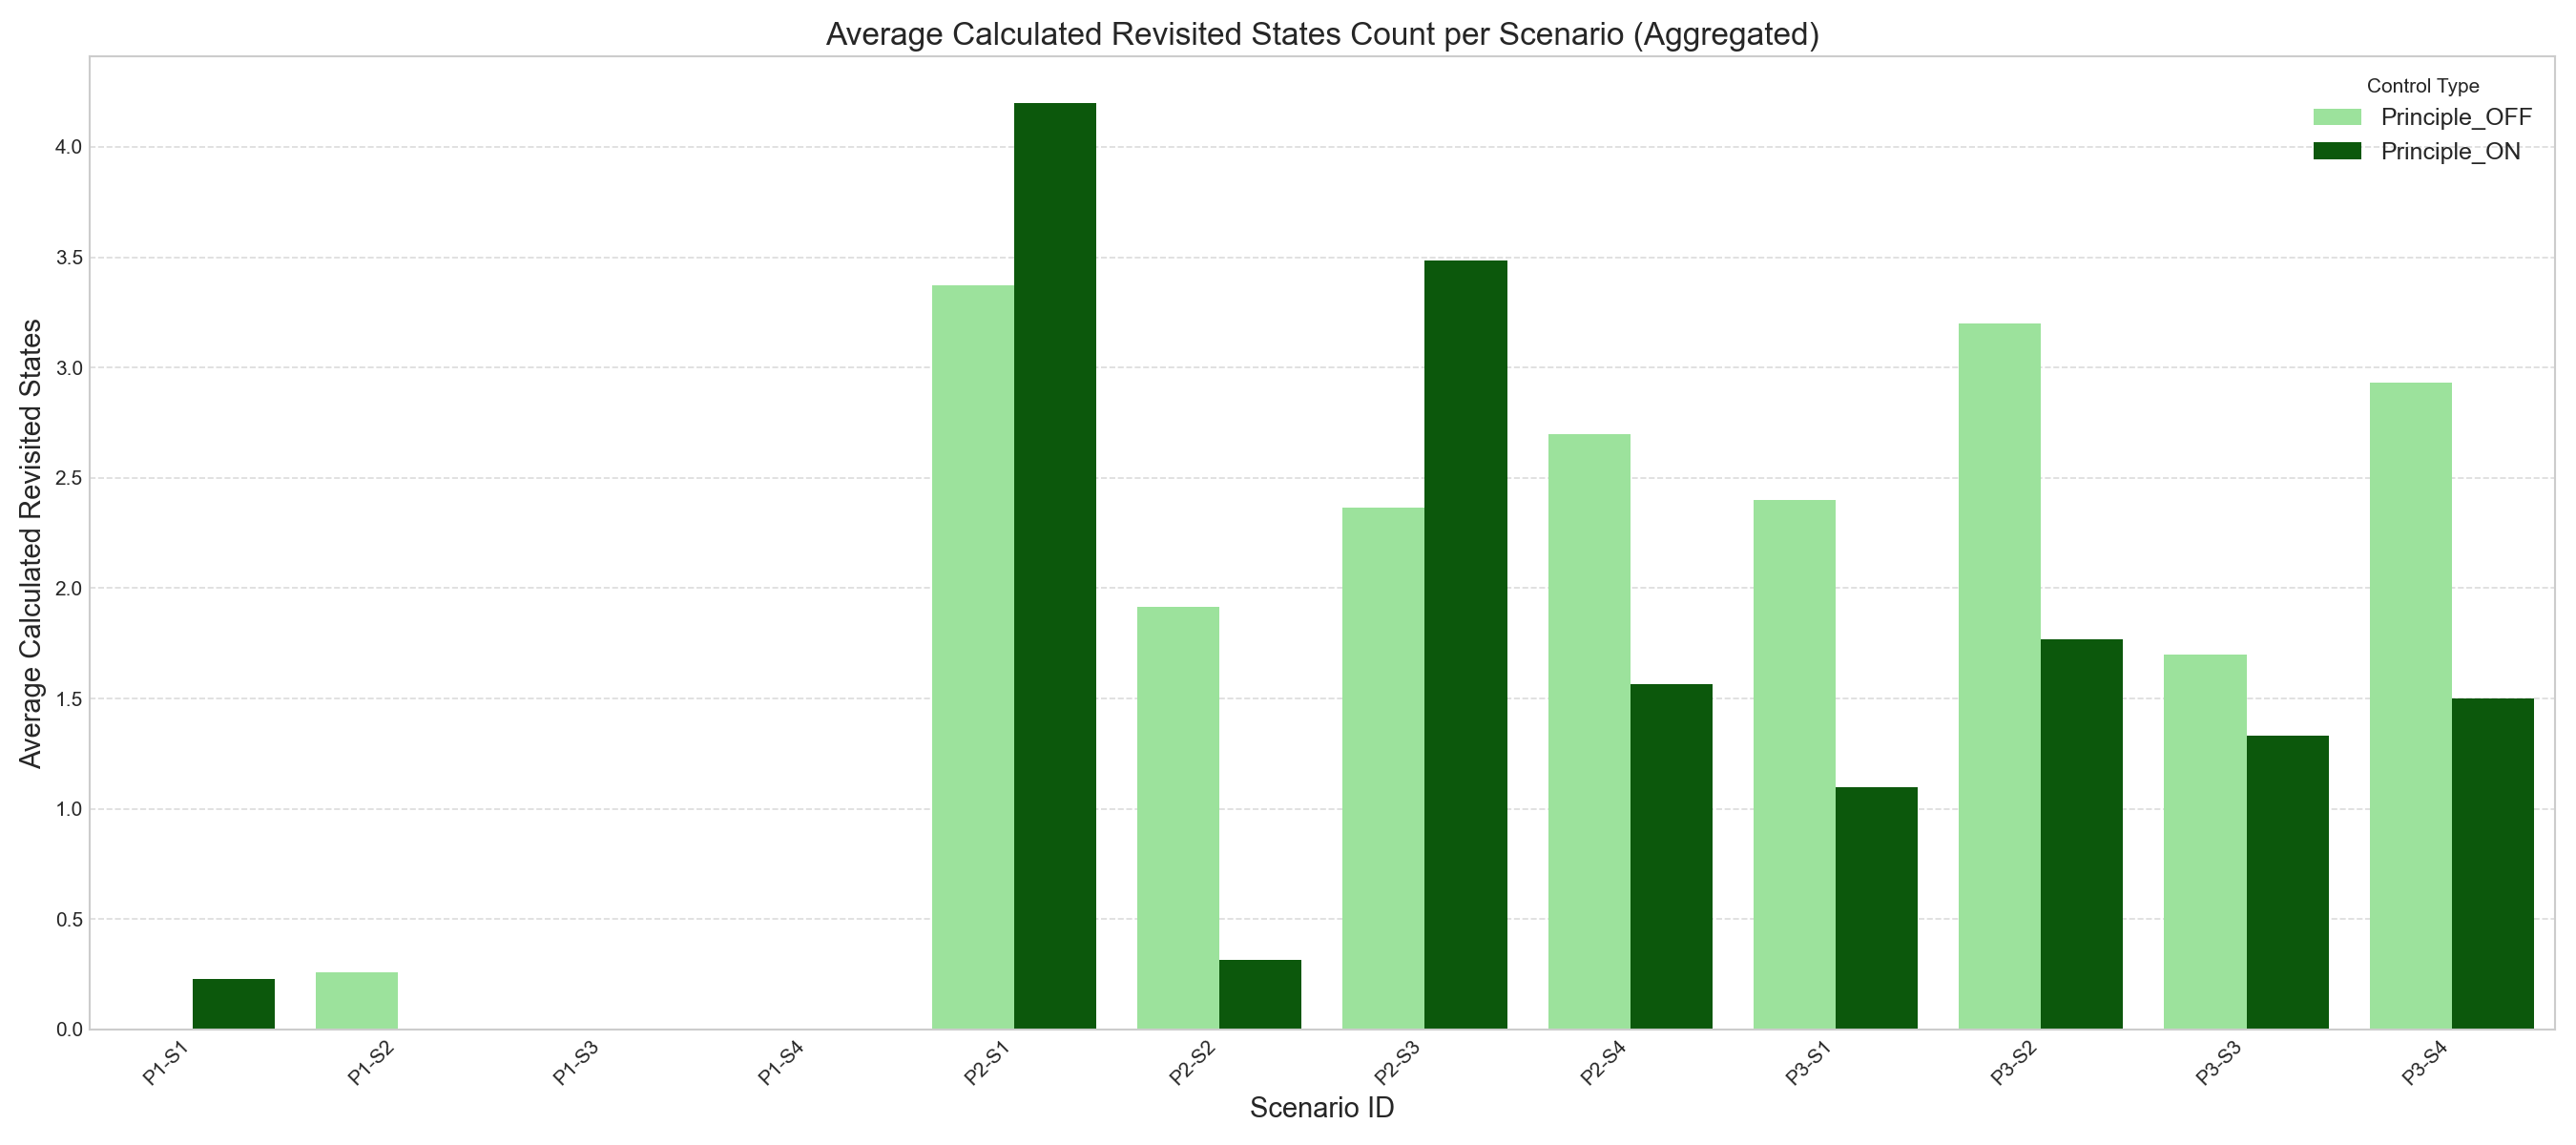 Average Calculated Revisited States Count per Scenario (Aggregated)
Control Type
Principle_OFF
Principle_ON
Average Calculated Revisited States
4.0
3.5
3.0
2.5
2.0
1.5
1.0
0.5
0.0
P1-S1
P1-S2
P1-S3
P1-S4
P2-S1
P2-S2
P2-S3
P2-S4
P3-S1
P3-S2
P3-S3
P3-S4
Scenario ID